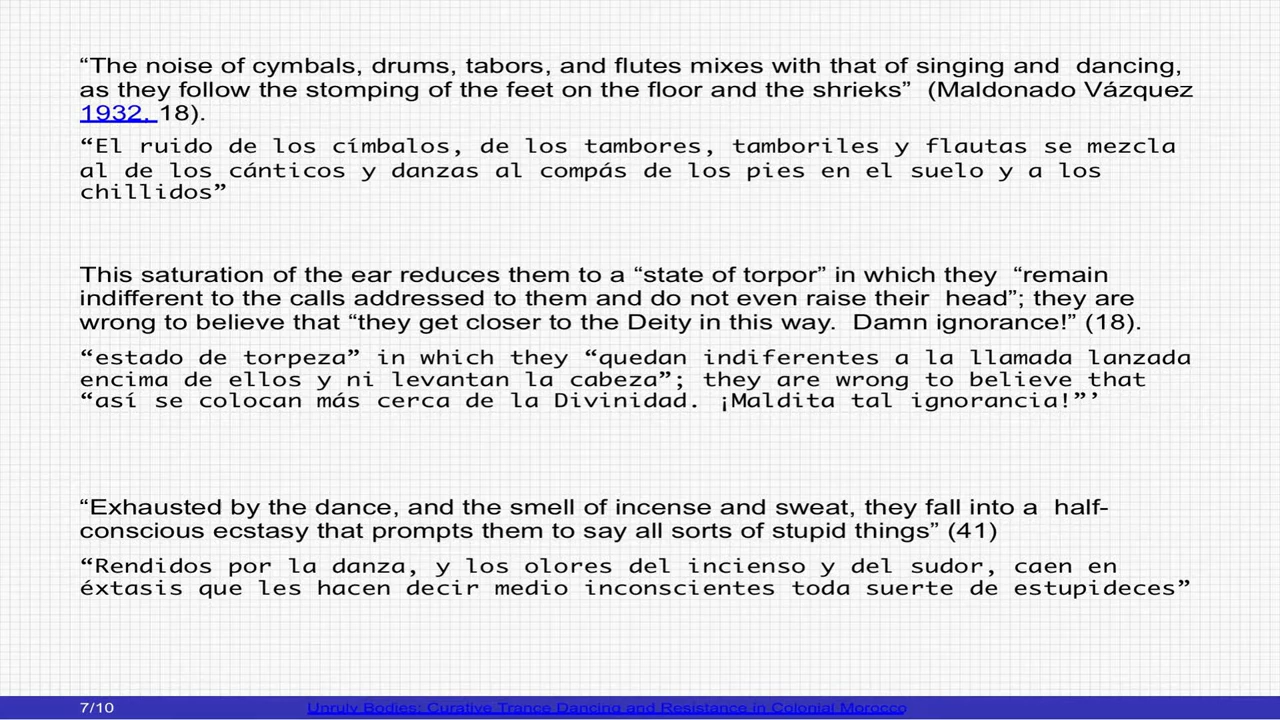 “The noise of cymbals, drums, tabors, and flutes mixes with that of singing and dancing,
as they follow the stomping of the feet on the floor and the shrieks” (Maldonado Vázquez
1932, 18).
“El ruido de los címbalos, de los tambores, tamboriles y flautas se mezcla
al de los cánticos y danzas al compás de los pies en el suelo y a los
chillidos”
This saturation of the ear reduces them to a “state of torpor” in which they “remain
indifferent to the calls addressed to them and do not even raise their head”; they are
wrong to believe that “they get closer to the Deity in this way. Damn ignorance!” (18).
“estado de torpeza” in which they “quedan indiferentes a la llamada lanzada
encima de ellos y ni levantan la cabeza”; they are wrong to believe that
“así se colocan más cerca de la Divinidad. ¡Maldita tal ignorancia!”’
“Exhausted by the dance, and the smell of incense and sweat, they fall into a half-
conscious ecstasy that prompts them to say all sorts of stupid things” (41)
“Rendidos por la danza, y los olores del incienso y del sudor, caen en
éxtasis que les hacen decir medio inconscientes toda suerte de estupideces”
7/10 Unruly Bodies: Curative Trance Dancing and Resistance in Colonial Morocco